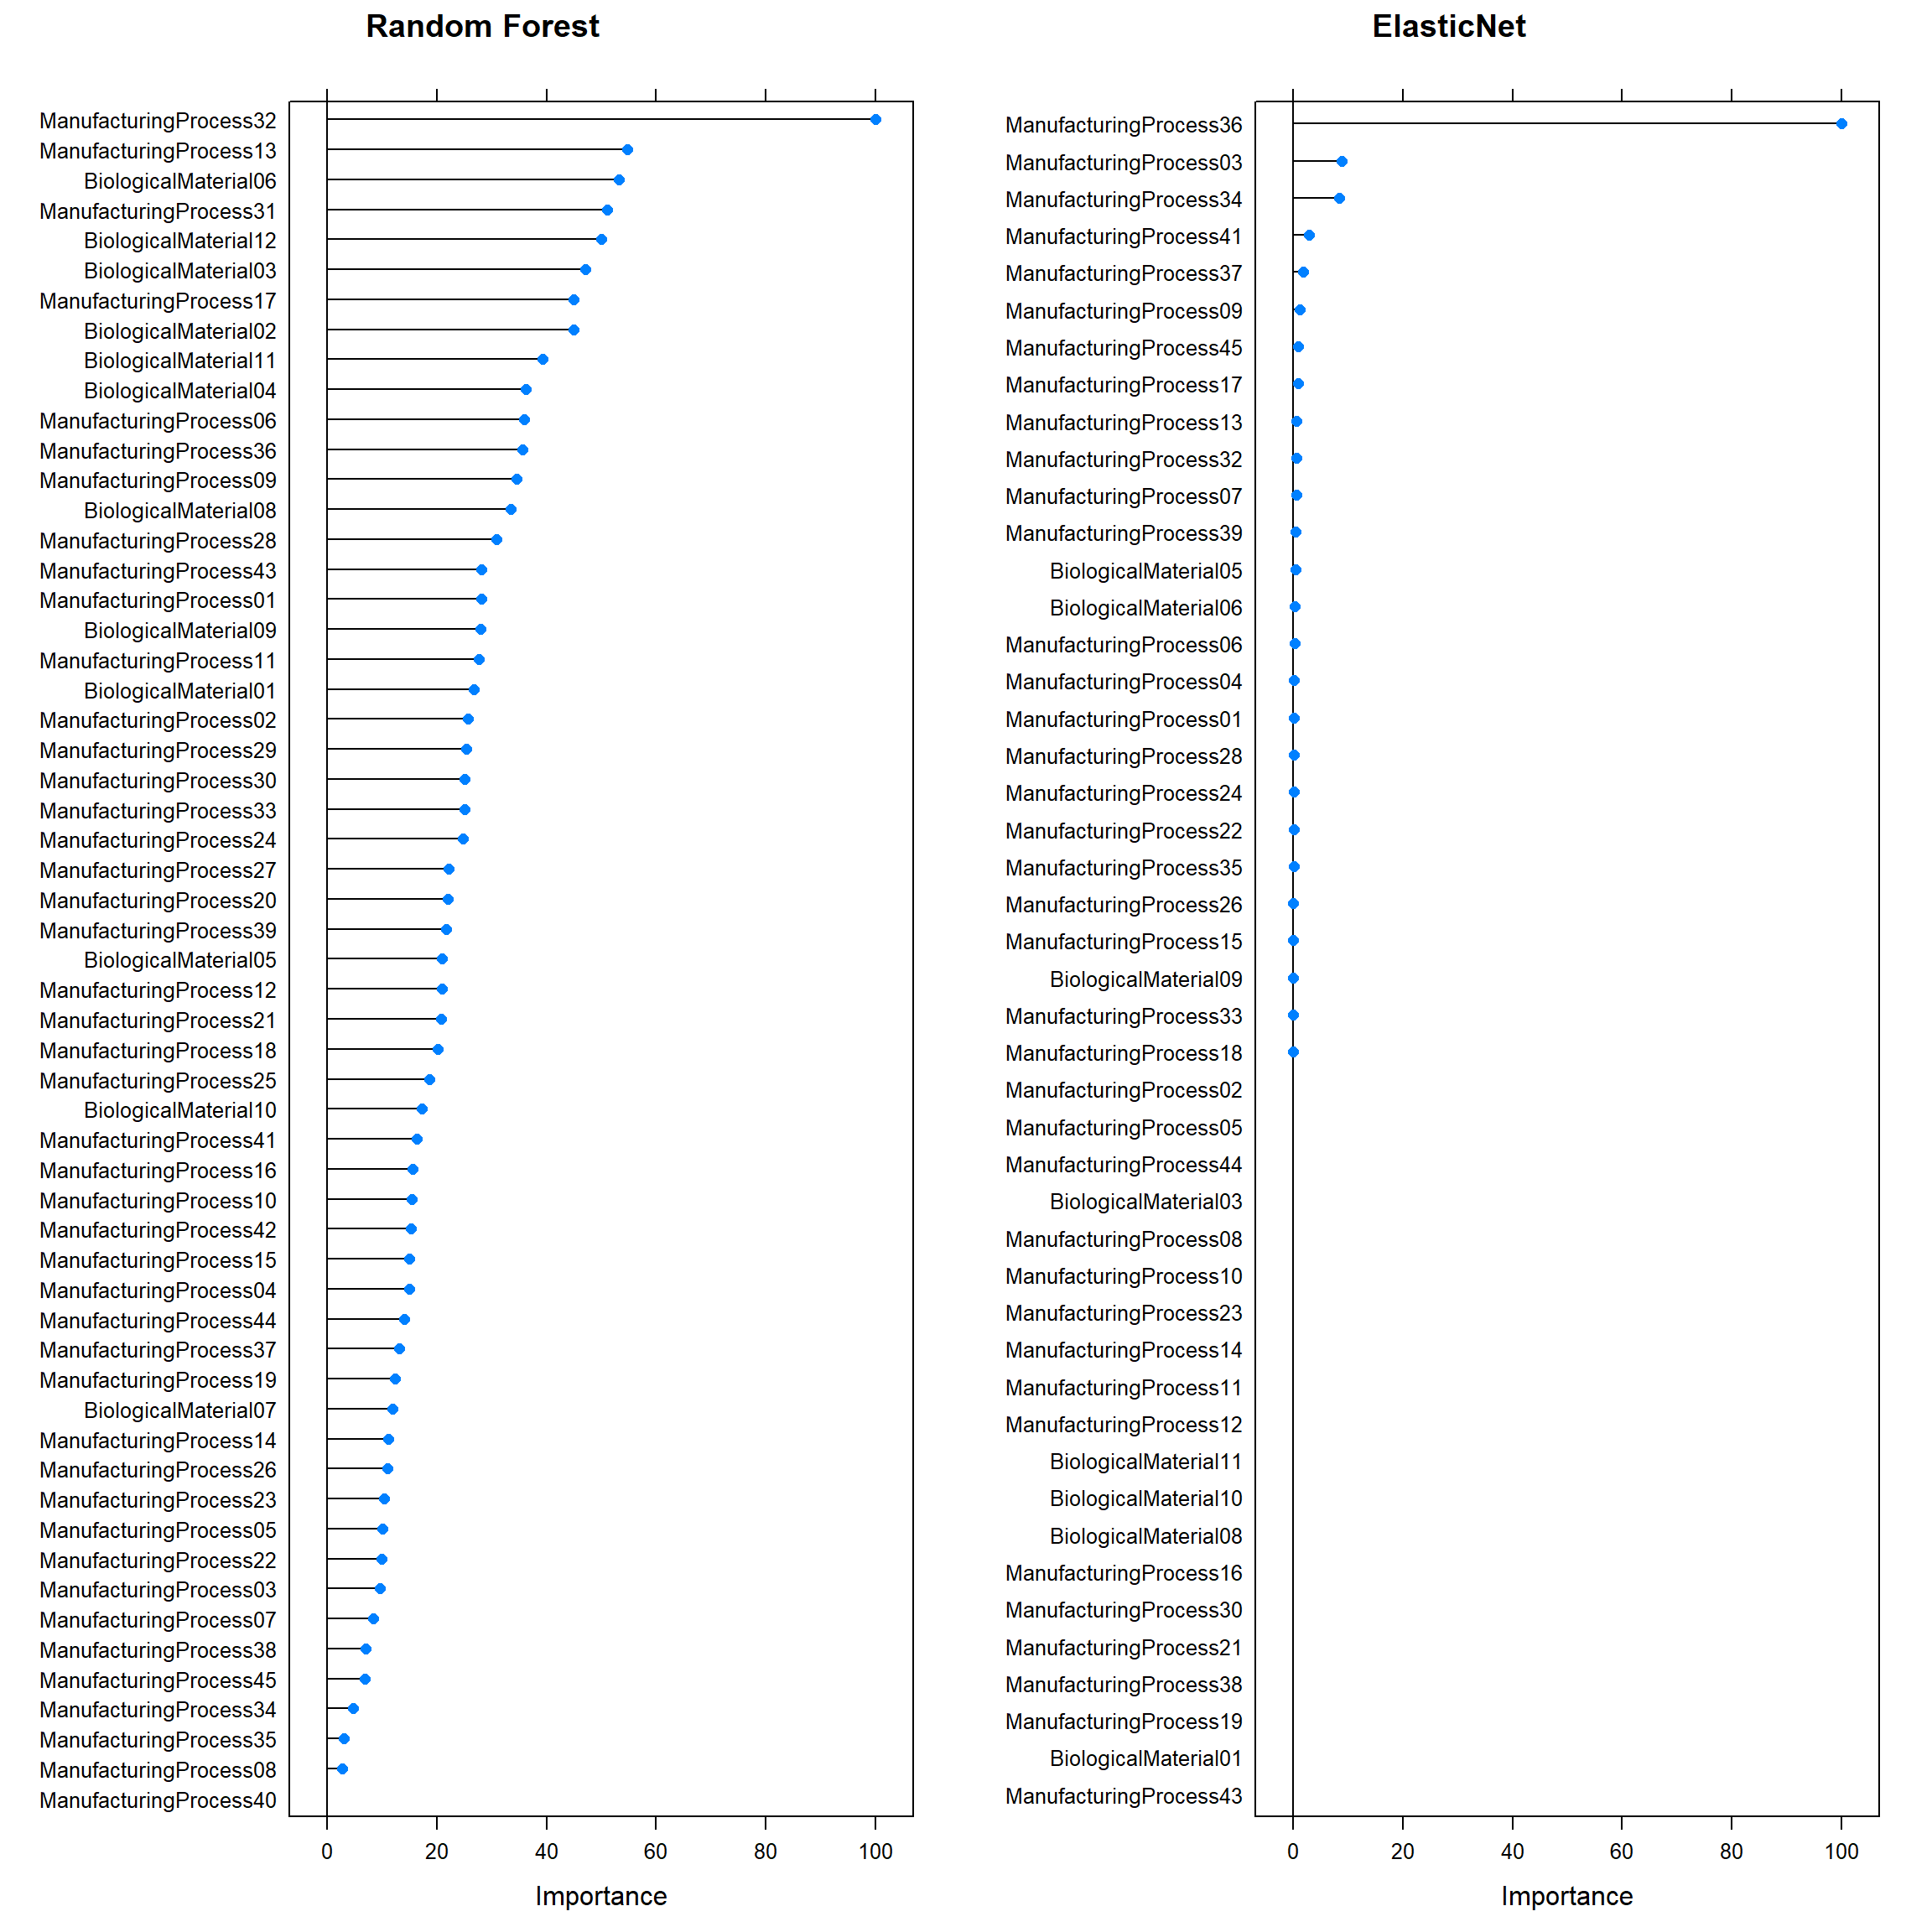 Random Forest
ManufacturingProcess32
ManufacturingProcess13
BiologicalMaterial06
ManufacturingProcess31
BiologicalMaterial12
BiologicalMaterial03
ManufacturingProcess17
BiologicalMaterial02
BiologicalMaterial11
BiologicalMaterial04
ManufacturingProcess06
ManufacturingProcess36
ManufacturingProcess09
BiologicalMaterial08
ManufacturingProcess28
ManufacturingProcess43
ManufacturingProcess01
BiologicalMaterial09
ManufacturingProcess11
BiologicalMaterial01
ManufacturingProcess02
ManufacturingProcess29
ManufacturingProcess30
ManufacturingProcess33
ManufacturingProcess24
ManufacturingProcess27
ManufacturingProcess20
ManufacturingProcess39
BiologicalMaterial05
ManufacturingProcess12
ManufacturingProcess21
ManufacturingProcess18
ManufacturingProcess25
BiologicalMaterial10
ManufacturingProcess41
ManufacturingProcess16
ManufacturingProcess10
ManufacturingProcess42
ManufacturingProcess15
ManufacturingProcess04
ManufacturingProcess44
ManufacturingProcess37
ManufacturingProcess19
BiologicalMaterial07
ManufacturingProcess14
ManufacturingProcess26
ManufacturingProcess23
ManufacturingProcess05
ManufacturingProcess22
ManufacturingProcess03
ManufacturingProcess07
ManufacturingProcess38
ManufacturingProcess45
ManufacturingProcess34
ManufacturingProcess35
ManufacturingProcess08
ManufacturingProcess40
0 20 40 60 80 100
Importance
ElasticNet
ManufacturingProcess36
ManufacturingProcess03
ManufacturingProcess34
ManufacturingProcess41
ManufacturingProcess37
ManufacturingProcess09
ManufacturingProcess45
ManufacturingProcess17
ManufacturingProcess13
ManufacturingProcess32
ManufacturingProcess07
ManufacturingProcess39
BiologicalMaterial05
BiologicalMaterial06
ManufacturingProcess06
ManufacturingProcess04
ManufacturingProcess01
ManufacturingProcess28
ManufacturingProcess24
ManufacturingProcess22
ManufacturingProcess35
ManufacturingProcess26
ManufacturingProcess15
BiologicalMaterial09
ManufacturingProcess33
ManufacturingProcess18
ManufacturingProcess02
ManufacturingProcess05
ManufacturingProcess44
BiologicalMaterial03
ManufacturingProcess08
ManufacturingProcess10
ManufacturingProcess23
ManufacturingProcess14
ManufacturingProcess11
ManufacturingProcess12
BiologicalMaterial11
BiologicalMaterial10
BiologicalMaterial08
ManufacturingProcess16
ManufacturingProcess30
ManufacturingProcess21
ManufacturingProcess38
ManufacturingProcess19
BiologicalMaterial01
ManufacturingProcess43
0 20 40 60 80 100
Importance